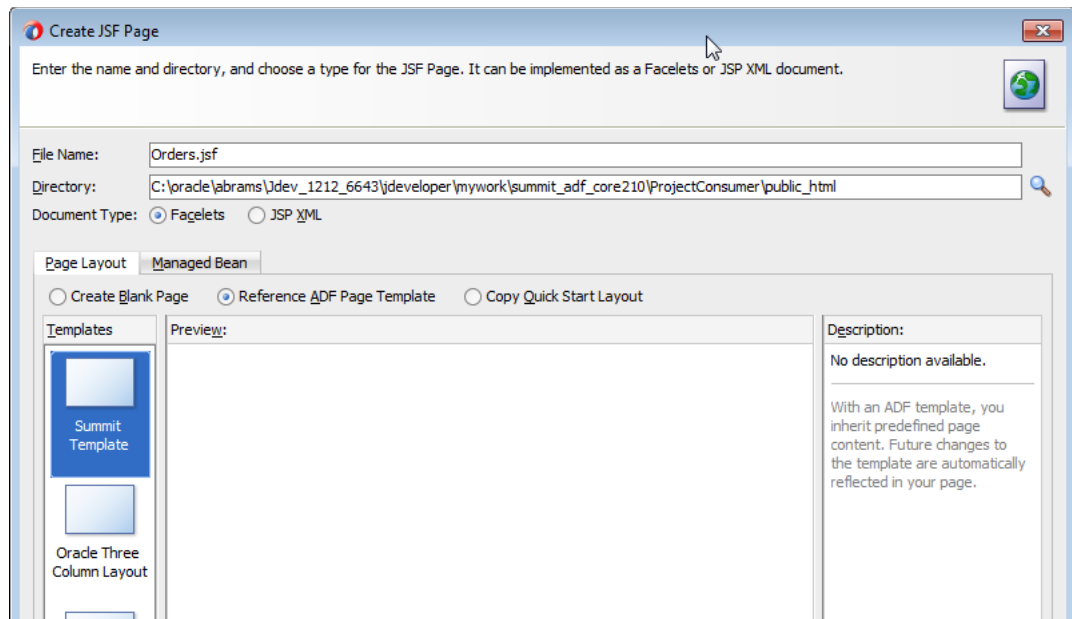 Create JSF Page
Enter the name and directory, and choose a type for the JSF Page. It can be implemented as a Facelets or JSP XML document.
File Name: Orders.jsf
Directory: C:\oracle\abrams\Jdev_1212_6643\jdeveloper\mywork\summit_adf_core210\ProjectConsumer\public_html
Document Type: Facelets JSP XML
Page Layout Managed Bean
Create Blank Page Reference ADF Page Template Copy Quick Start Layout
Templates Preview: Description:
Summit
Template
Oracle Three
Column Layout
No description available.
With an ADF template, you
inherit predefined page
content. Future changes to
the template are automatically
reflected in your page.